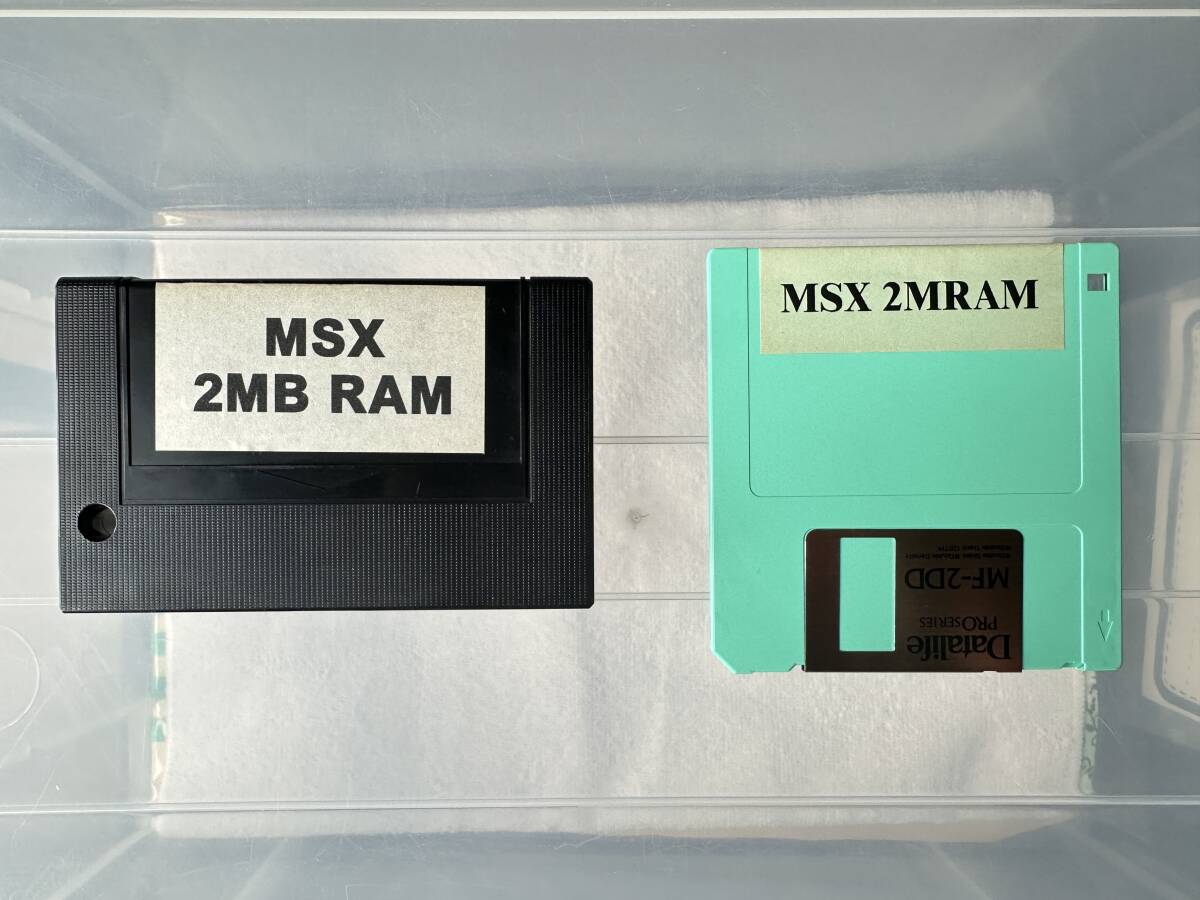 MSX
2MB RAM
MSX 2MRAM
Datalife
PRO SERIES
MF-2DD